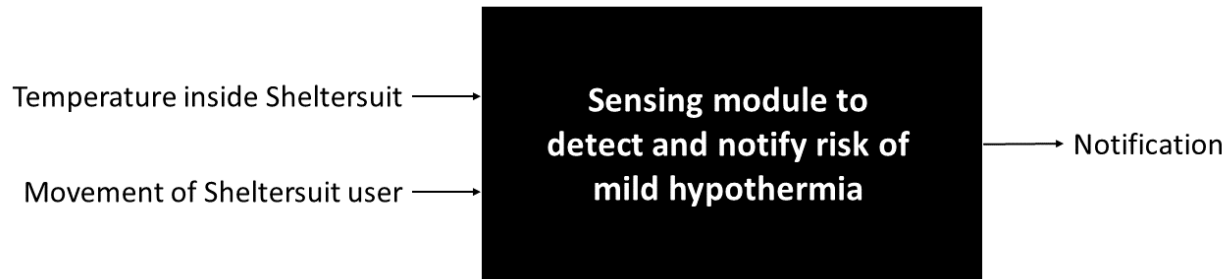 Temperature inside Sheltersuit
Movement of Sheltersuit user
Sensing module to
detect and notify risk of
mild hypothermia
Notification